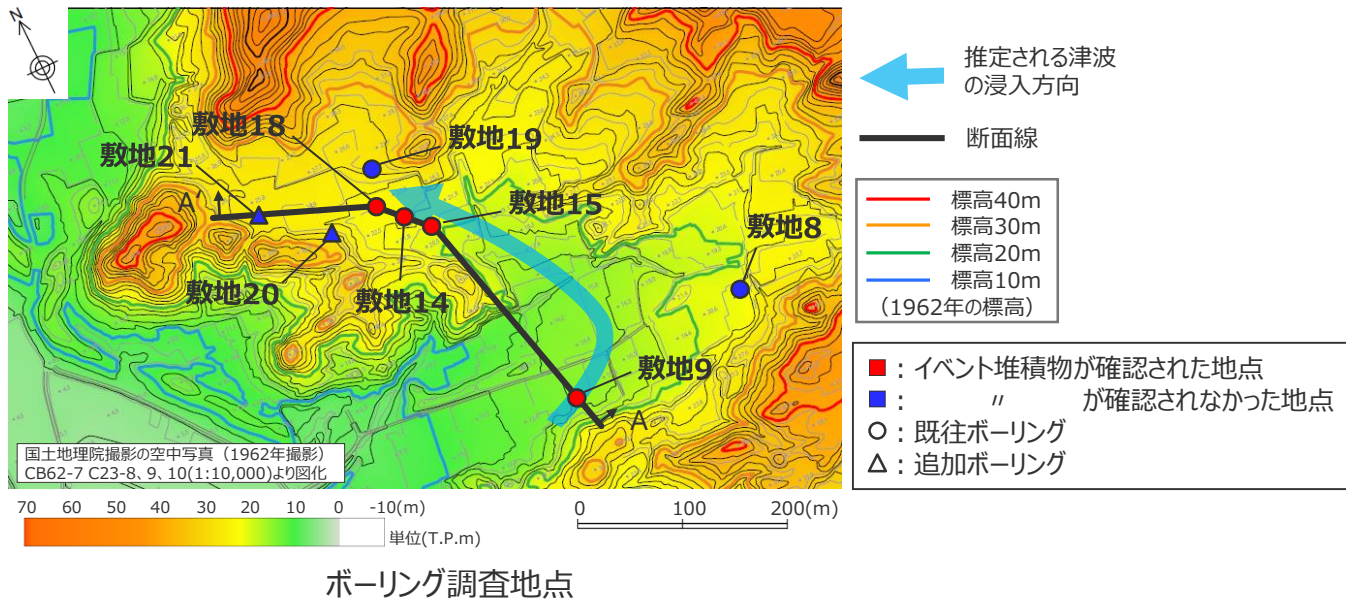 N
敷地18
敷地19
敷地21
A'
敷地15
敷地8
敷地20
敷地14
敷地9
A
国土地理院撮影の空中写真（1962年撮影）
CB62-7 C23-8、9、10(1:10,000)より図化
70 60 50 40 30 20 10 0 -10(m)
単位(T.P.m)
0 100 200(m)
ボーリング調査地点
推定される津波
の浸入方向
断面線
標高40m
標高30m
標高20m
標高10m
（1962年の標高）
■：イベント堆積物が確認された地点
■： 〃 が確認されなかった地点
○：既往ボーリング
△：追加ボーリング